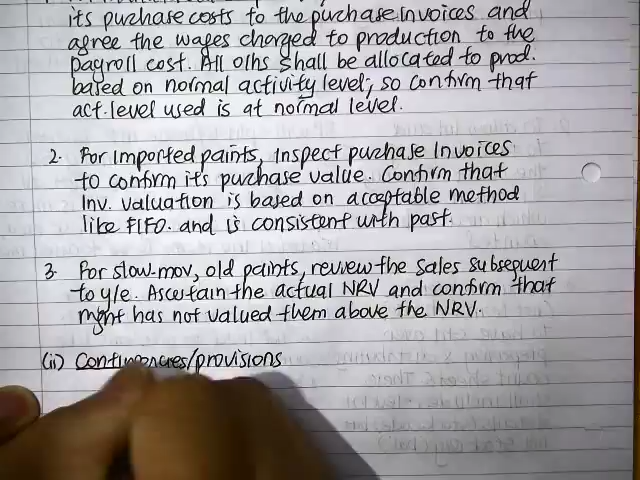 its purchase costs to the purchase Invoices and
agree the wages charged to production to the
payroll cost. All o/hs shall be allocated to prod.
based on normal activity level, so confirm that
act. level used is at normal level.
2. For imported paints, inspect purchase Invoices
to confirm it's purchase value. Confirm that
Inv. valuation is based on acceptable method
like FIFO. and is consistent with past.
3. For slow-mov, old paints, review the sales subsequent
to y/e. Ascertain the actual NRV and confirm that
mgnt has not valued them above the NRV.
(ii) Contingencies/provisions